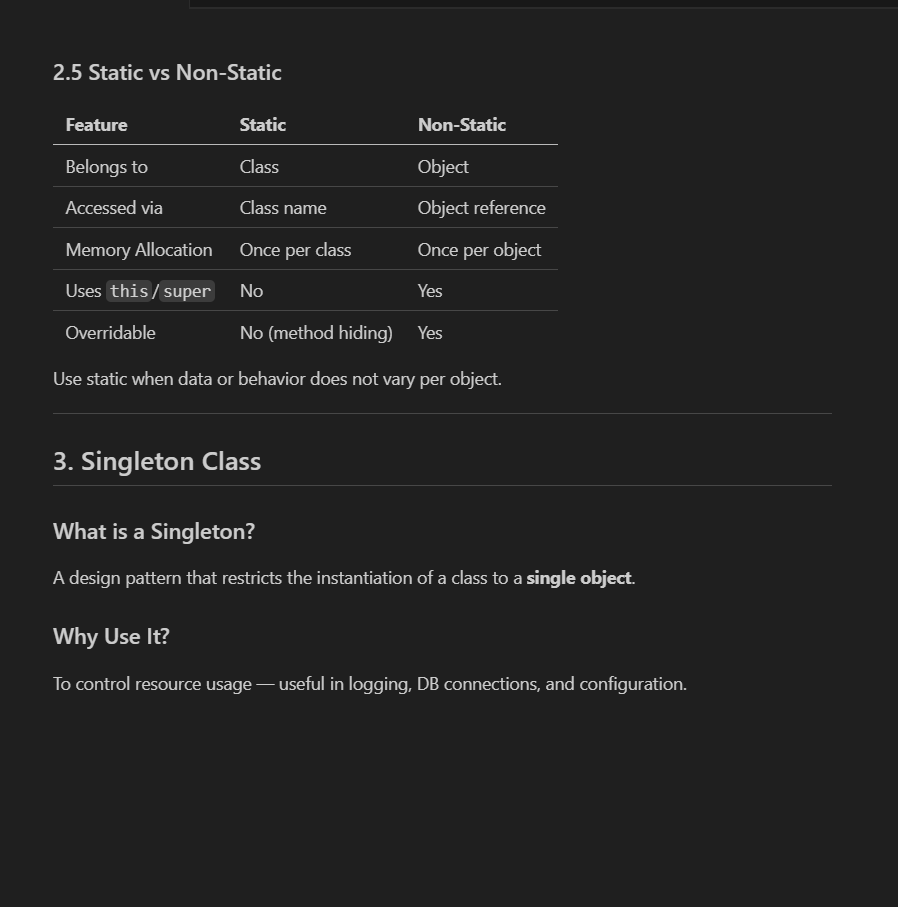 2.5 Static vs Non-Static
Feature Static Non-Static
Belongs to Class Object
Accessed via Class name Object reference
Memory Allocation Once per class Once per object
Uses this/super No Yes
Overridable No (method hiding) Yes
Use static when data or behavior does not vary per object.
3. Singleton Class
What is a Singleton?
A design pattern that restricts the instantiation of a class to a single object.
Why Use It?
To control resource usage — useful in logging, DB connections, and configuration.